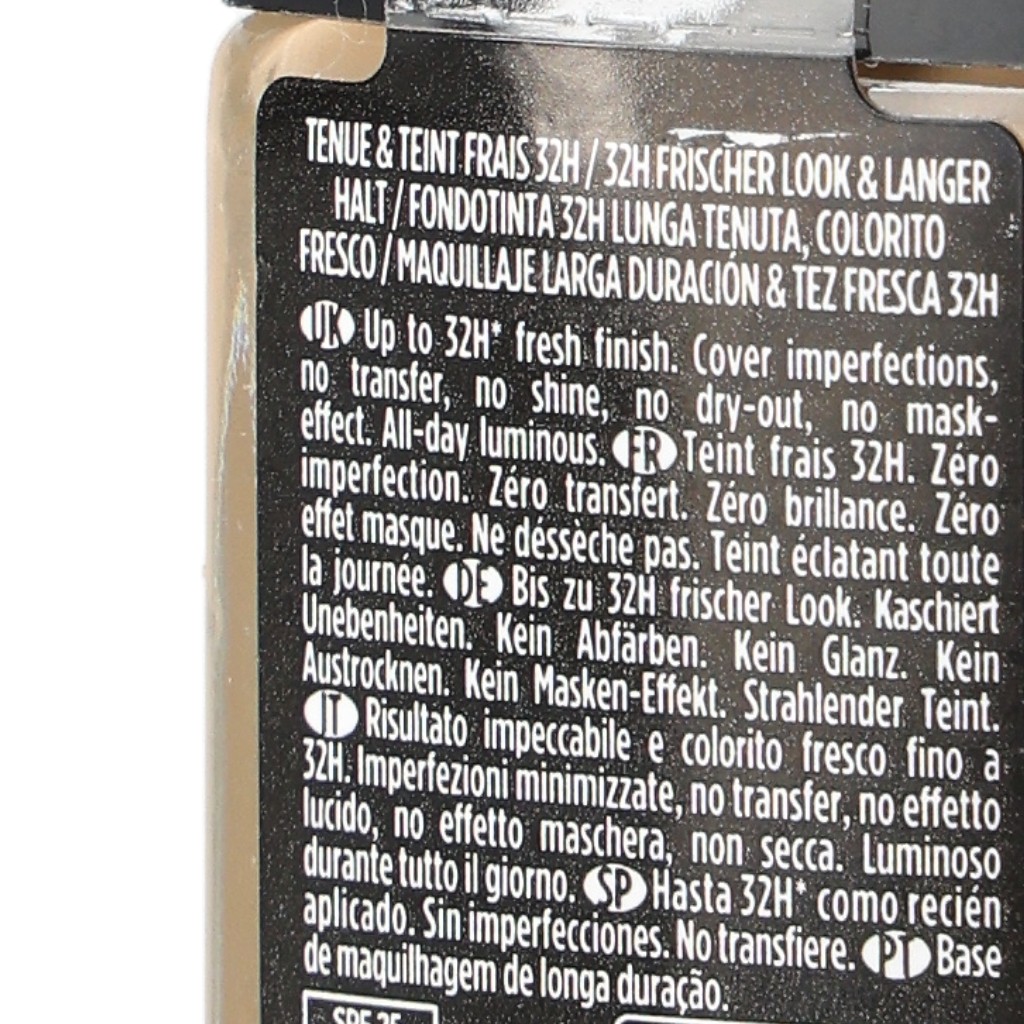 TENUE & TEINT FRAIS 32H / 32H FRISCHER LOOK & LANGER
HALT / FONDOTINTA 32H LUNGA TENUTA, COLORITO
FRESCO / MAQUILLAJE LARGA DURACIÓN & TEZ FRESCA 32H
UK Up to 32H* fresh finish. Cover imperfections,
no transfer, no shine, no dry-out, no mask-
effect. All-day luminous. FR Teint frais 32H. Zéro
imperfection. Zéro transfert. Zéro brillance. Zéro
effet masque. Ne déssèche pas. Teint éclatant toute
la journée. DE Bis zu 32H frischer Look. Kaschiert
Unebenheiten. Kein Abfärben. Kein Glanz. Kein
Austrocknen. Kein Masken-Effekt. Strahlender Teint.
IT Risultato impeccabile e colorito fresco fino a
32H. Imperfezioni minimizzate, no transfer, no effetto
lucido, no effetto maschera, non secca. Luminoso
durante tutto il giorno. SP Hasta 32H* como recién
aplicado. Sin imperfecciones. No transfiere. PT Base
de maquilhagem de longa duração.
SPF 25